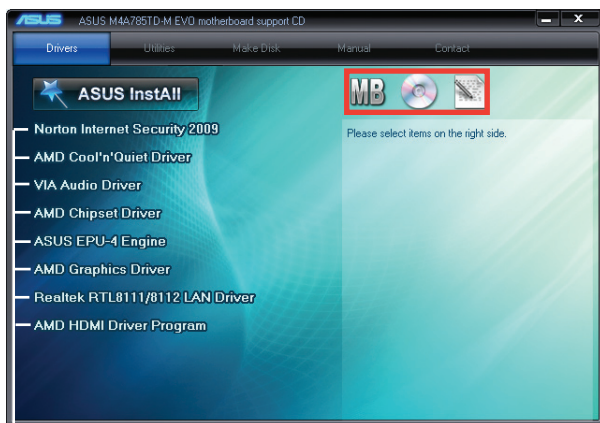 ASUS ASUS M4A785TD-M EVO motherboard support CD
Drivers Utilities Make Disk Manual Contact
ASUS InstAll
MB
Norton Internet Security 2009
Please select items on the right side.
AMD Cool'n'Quiet Driver
VIA Audio Driver
AMD Chipset Driver
ASUS EPU-4 Engine
AMD Graphics Driver
Realtek RTL8111/8112 LAN Driver
AMD HDMI Driver Program